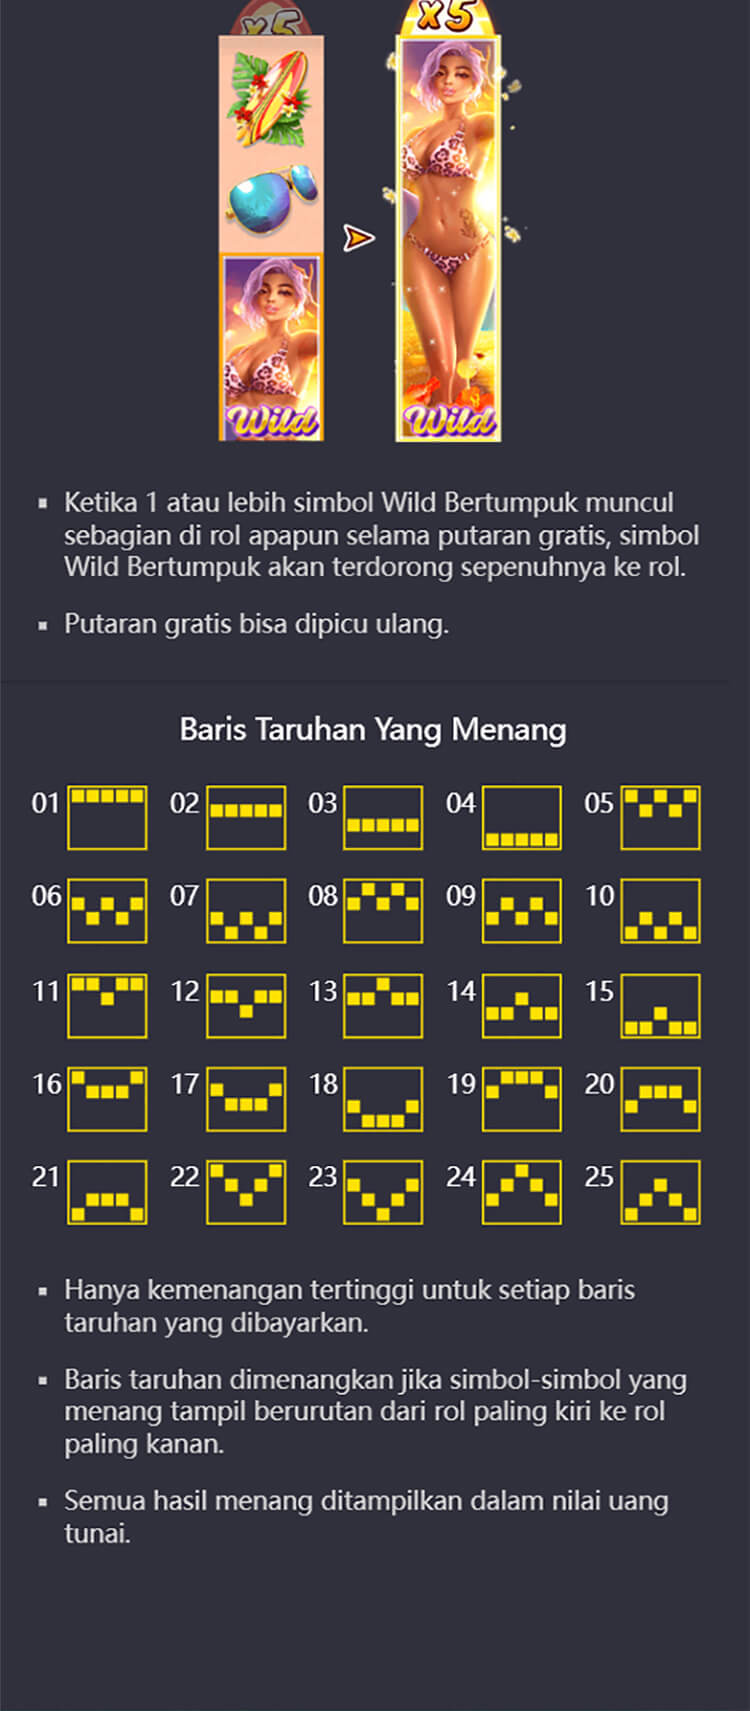 x5 x5
Wild Wild
Ketika 1 atau lebih simbol Wild Bertumpuk muncul
sebagian di rol apapun selama putaran gratis, simbol
Wild Bertumpuk akan terdorong sepenuhnya ke rol.
Putaran gratis bisa dipicu ulang.
Baris Taruhan Yang Menang
01 02 03 04 05
06 07 08 09 10
11 12 13 14 15
16 17 18 19 20
21 22 23 24 25
Hanya kemenangan tertinggi untuk setiap baris
taruhan yang dibayarkan.
Baris taruhan dimenangkan jika simbol-simbol yang
menang tampil berurutan dari rol paling kiri ke rol
paling kanan.
Semua hasil menang ditampilkan dalam nilai uang
tunai.